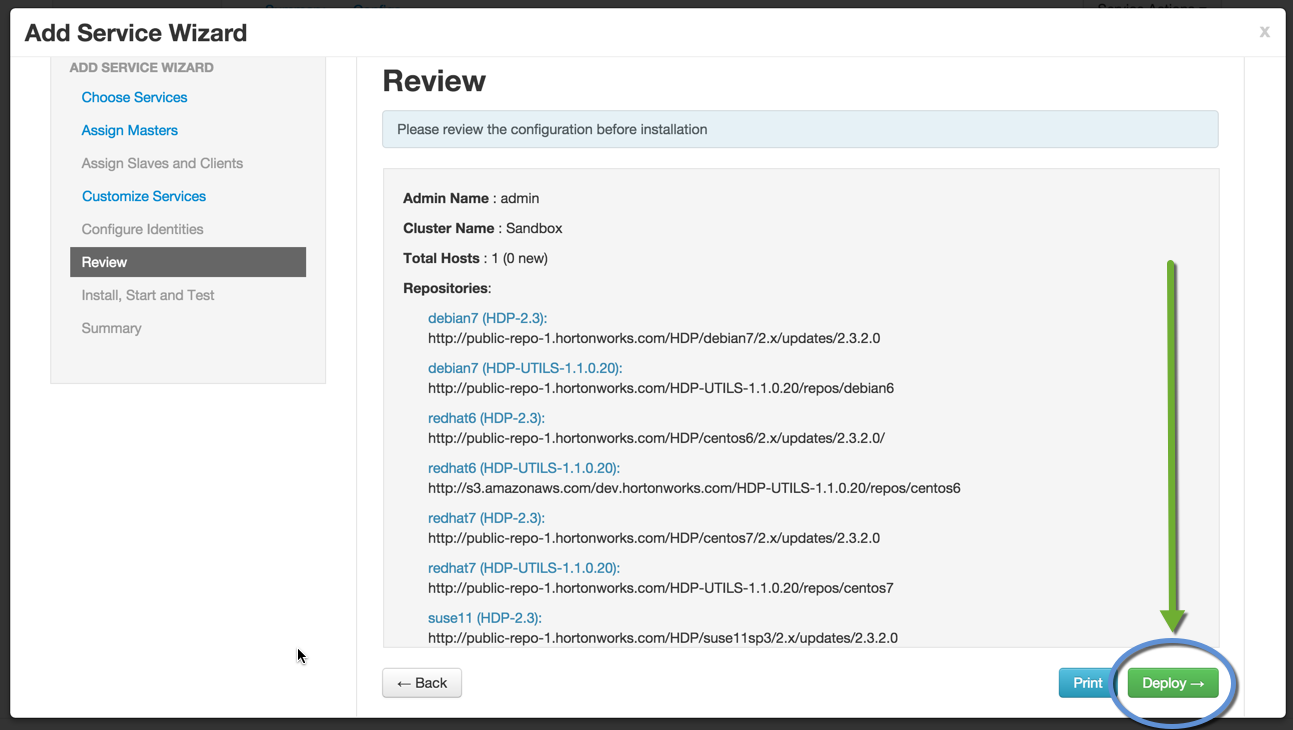 Add Service Wizard
x
ADD SERVICE WIZARD
Choose Services
Assign Masters
Assign Slaves and Clients
Customize Services
Configure Identities
Review
Install, Start and Test
Summary
Review
Please review the configuration before installation
Admin Name : admin
Cluster Name : Sandbox
Total Hosts : 1 (0 new)
Repositories:
debian7 (HDP-2.3):
http://public-repo-1.hortonworks.com/HDP/debian7/2.x/updates/2.3.2.0
debian7 (HDP-UTILS-1.1.0.20):
http://public-repo-1.hortonworks.com/HDP-UTILS-1.1.0.20/repos/debian6
redhat6 (HDP-2.3):
http://public-repo-1.hortonworks.com/HDP/centos6/2.x/updates/2.3.2.0/
redhat6 (HDP-UTILS-1.1.0.20):
http://s3.amazonaws.com/dev.hortonworks.com/HDP-UTILS-1.1.0.20/repos/centos6
redhat7 (HDP-2.3):
http://public-repo-1.hortonworks.com/HDP/centos7/2.x/updates/2.3.2.0
redhat7 (HDP-UTILS-1.1.0.20):
http://public-repo-1.hortonworks.com/HDP-UTILS-1.1.0.20/repos/centos7
suse11 (HDP-2.3):
http://public-repo-1.hortonworks.com/HDP/suse11sp3/2.x/updates/2.3.2.0
← Back
Print
Deploy →